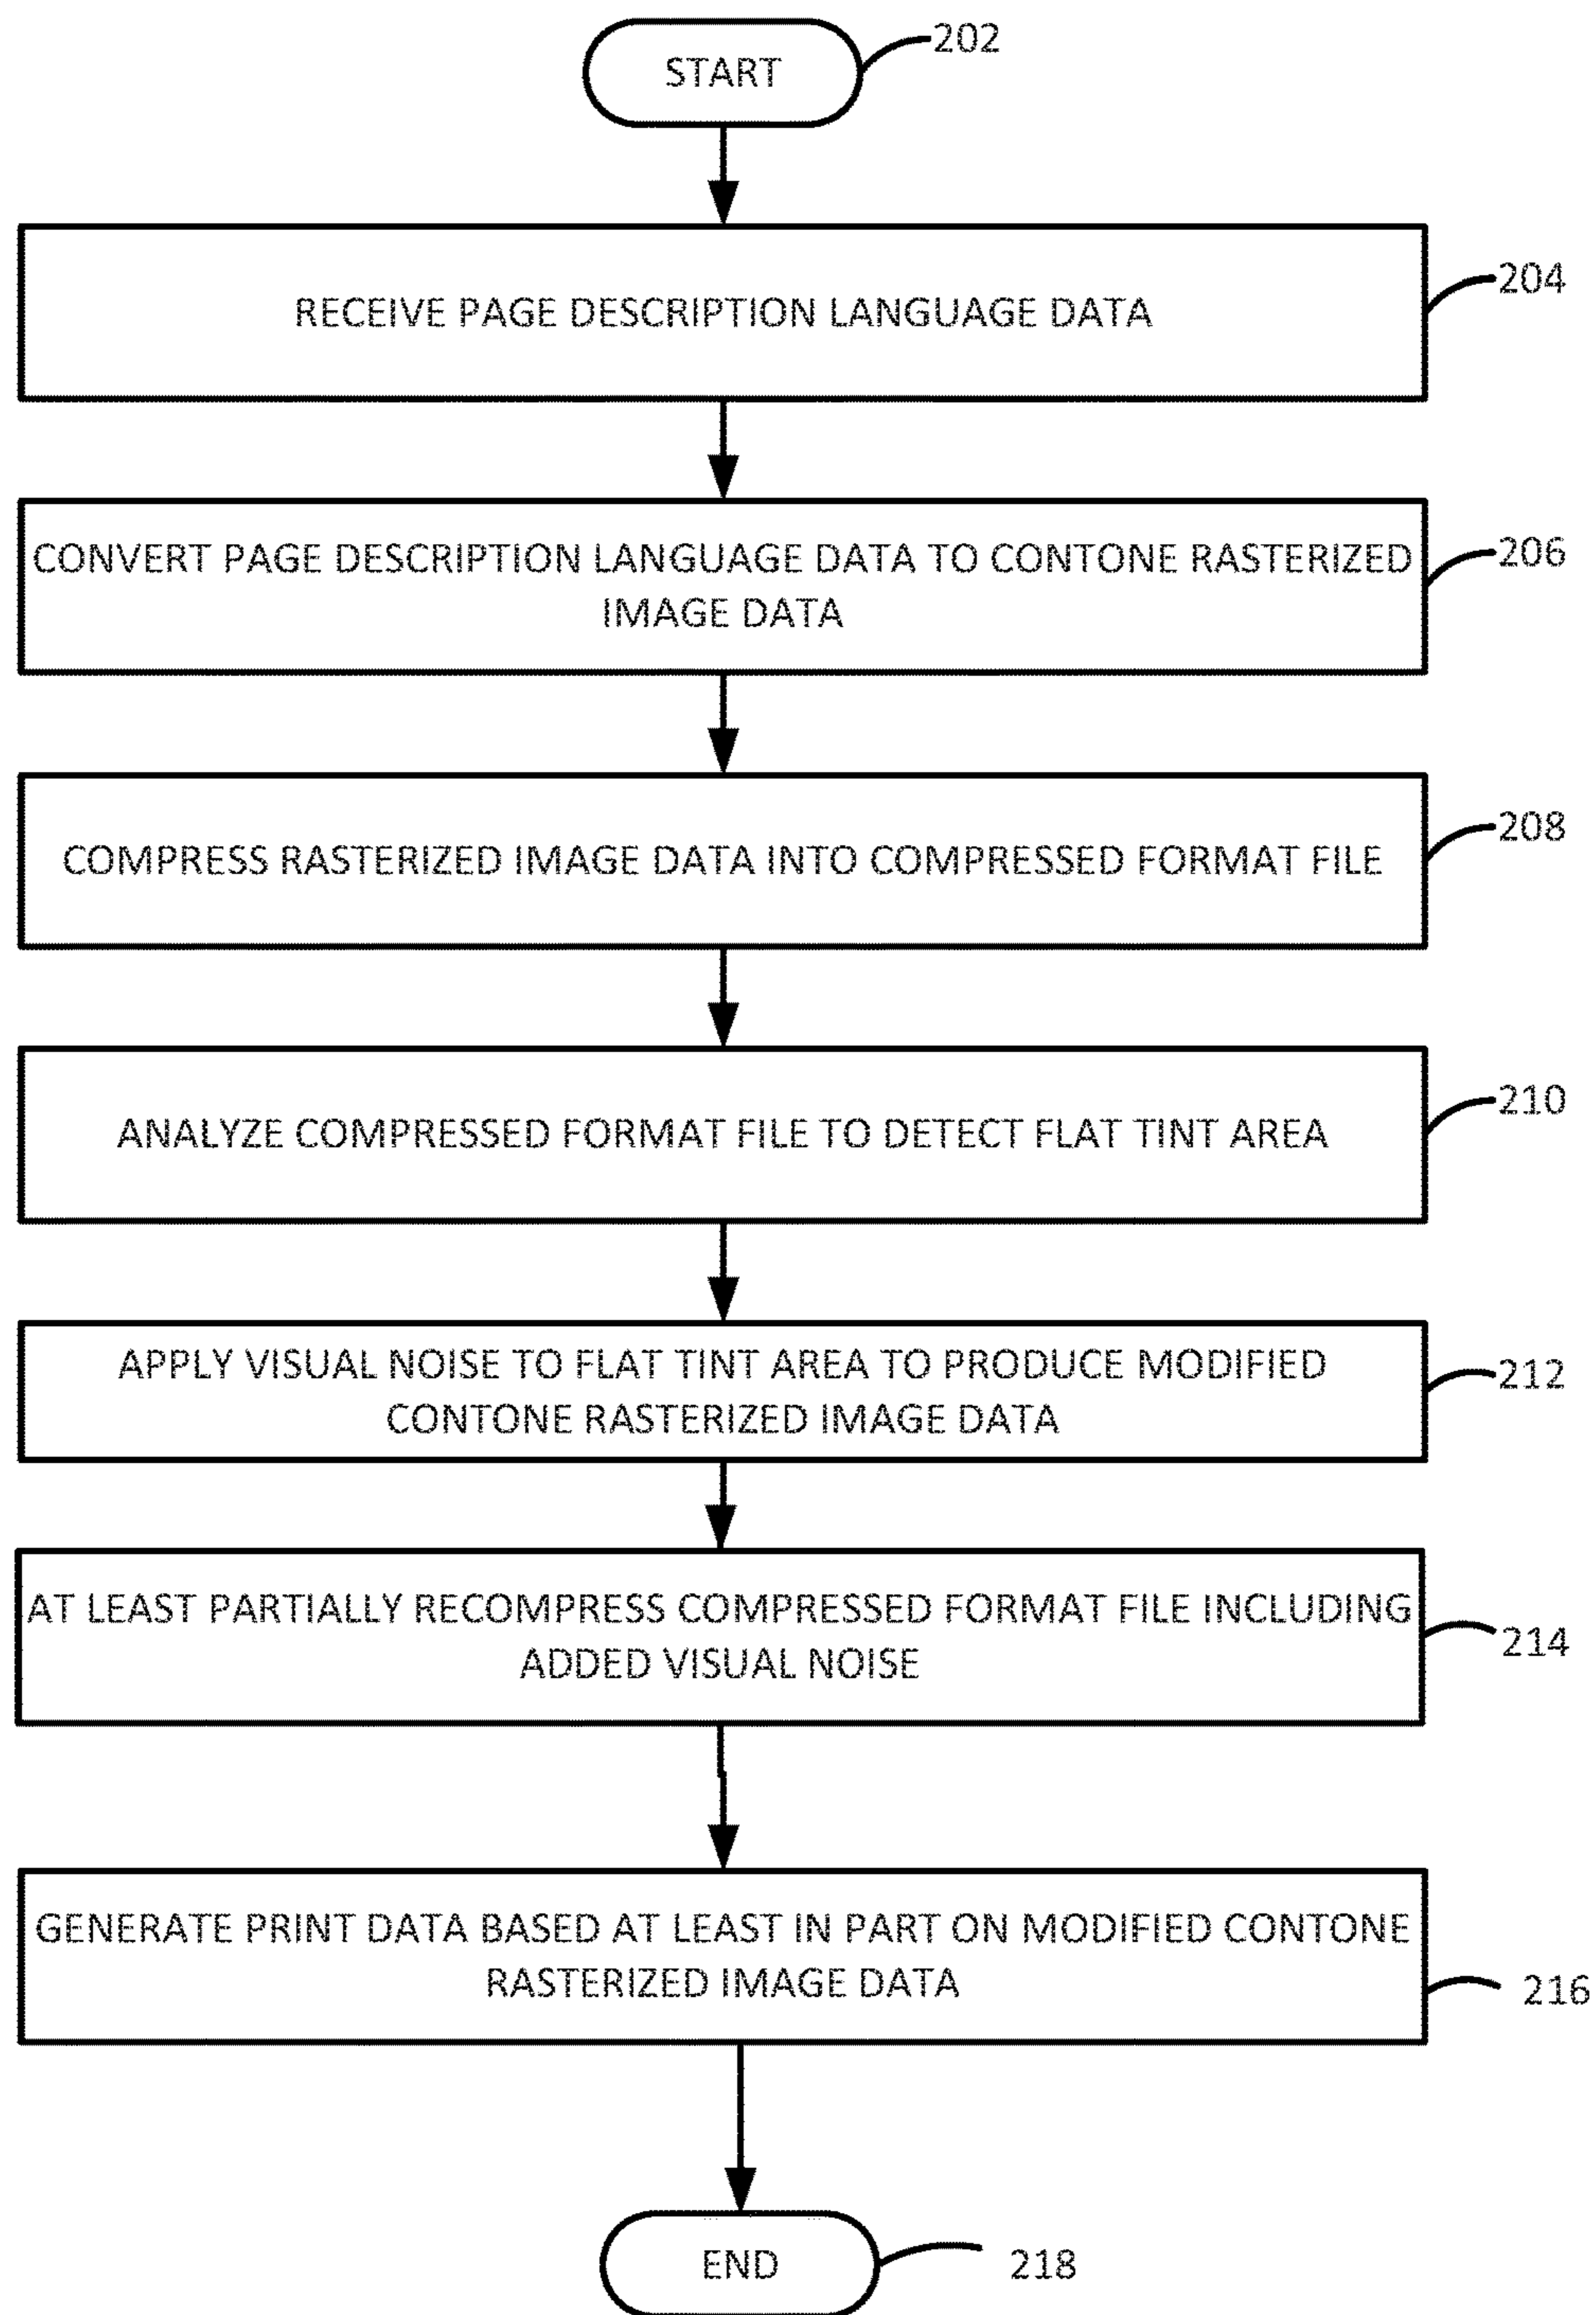 START
202
RECEIVE PAGE DESCRIPTION LANGUAGE DATA
204
CONVERT PAGE DESCRIPTION LANGUAGE DATA TO CONTONE RASTERIZED
IMAGE DATA
206
COMPRESS RASTERIZED IMAGE DATA INTO COMPRESSED FORMAT FILE
208
ANALYZE COMPRESSED FORMAT FILE TO DETECT FLAT TINT AREA
210
APPLY VISUAL NOISE TO FLAT TINT AREA TO PRODUCE MODIFIED
CONTONE RASTERIZED IMAGE DATA
212
AT LEAST PARTIALLY RECOMPRESS COMPRESSED FORMAT FILE INCLUDING
ADDED VISUAL NOISE
214
GENERATE PRINT DATA BASED AT LEAST IN PART ON MODIFIED CONTONE
RASTERIZED IMAGE DATA
216
END
218